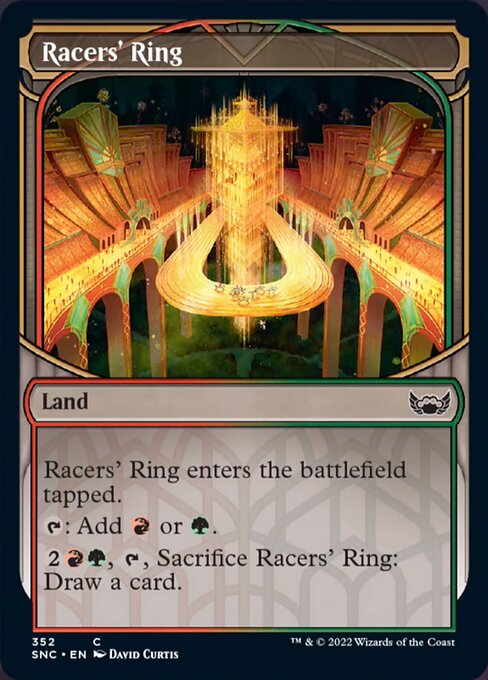 Racers' Ring
Land
Racers' Ring enters the battlefield
tapped.
: Add or .
2 , , Sacrifice Racers' Ring:
Draw a card.
352 C
SNC • EN David Curtis
™ & © 2022 Wizards of the Coast